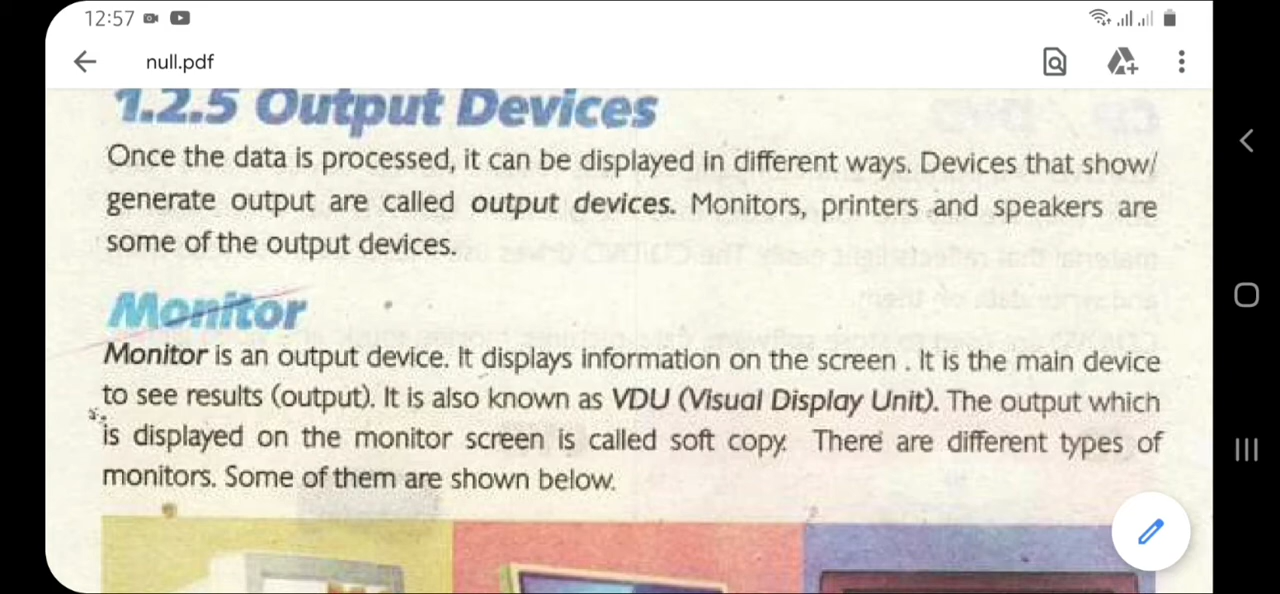 12:57
null.pdf
1.2.5 Output Devices
Once the data is processed, it can be displayed in different ways. Devices that show/
generate output are called output devices. Monitors, printers and speakers are
some of the output devices.
Monitor
Monitor is an output device. It displays information on the screen . It is the main device
to see results (output). It is also known as VDU (Visual Display Unit). The output which
is displayed on the monitor screen is called soft copy. There are different types of
monitors. Some of them are shown below.